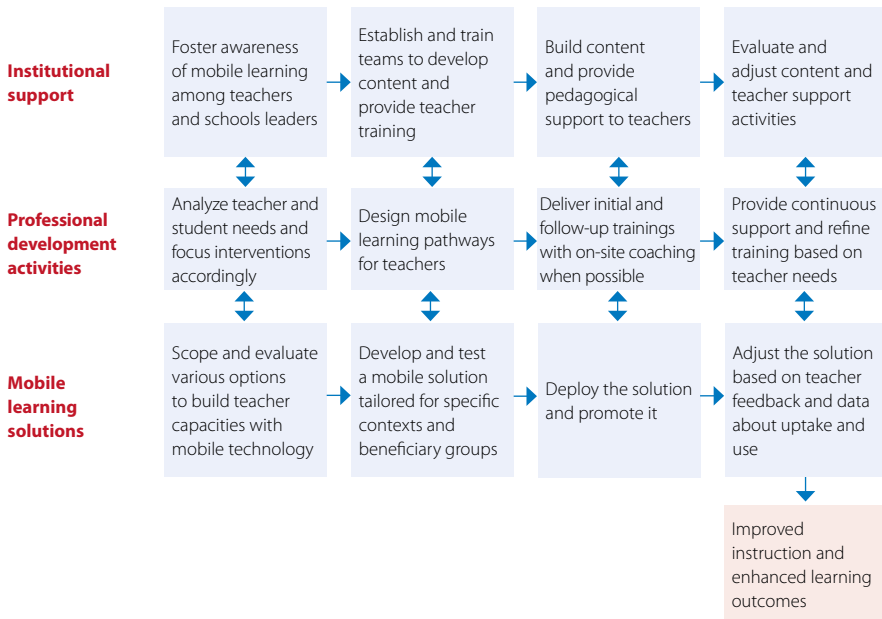 Institutional
support
Foster awareness
of mobile learning
among teachers
and schools leaders
Establish and train
teams to develop
content and
provide teacher
training
Build content
and provide
pedagogical
support to teachers
Evaluate and
adjust content and
teacher support
activities
Professional
development
activities
Analyze teacher and
student needs and
focus interventions
accordingly
Design mobile
learning pathways
for teachers
Deliver initial and
follow-up trainings
with on-site coaching
when possible
Provide continuous
support and refine
training based on
teacher needs
Mobile
learning
solutions
Scope and evaluate
various options
to build teacher
capacities with
mobile technology
Develop and test
a mobile solution
tailored for specific
contexts and
beneficiary groups
Deploy the solution
and promote it
Adjust the solution
based on teacher
feedback and data
about uptake and
use
Improved
instruction and
enhanced learning
outcomes